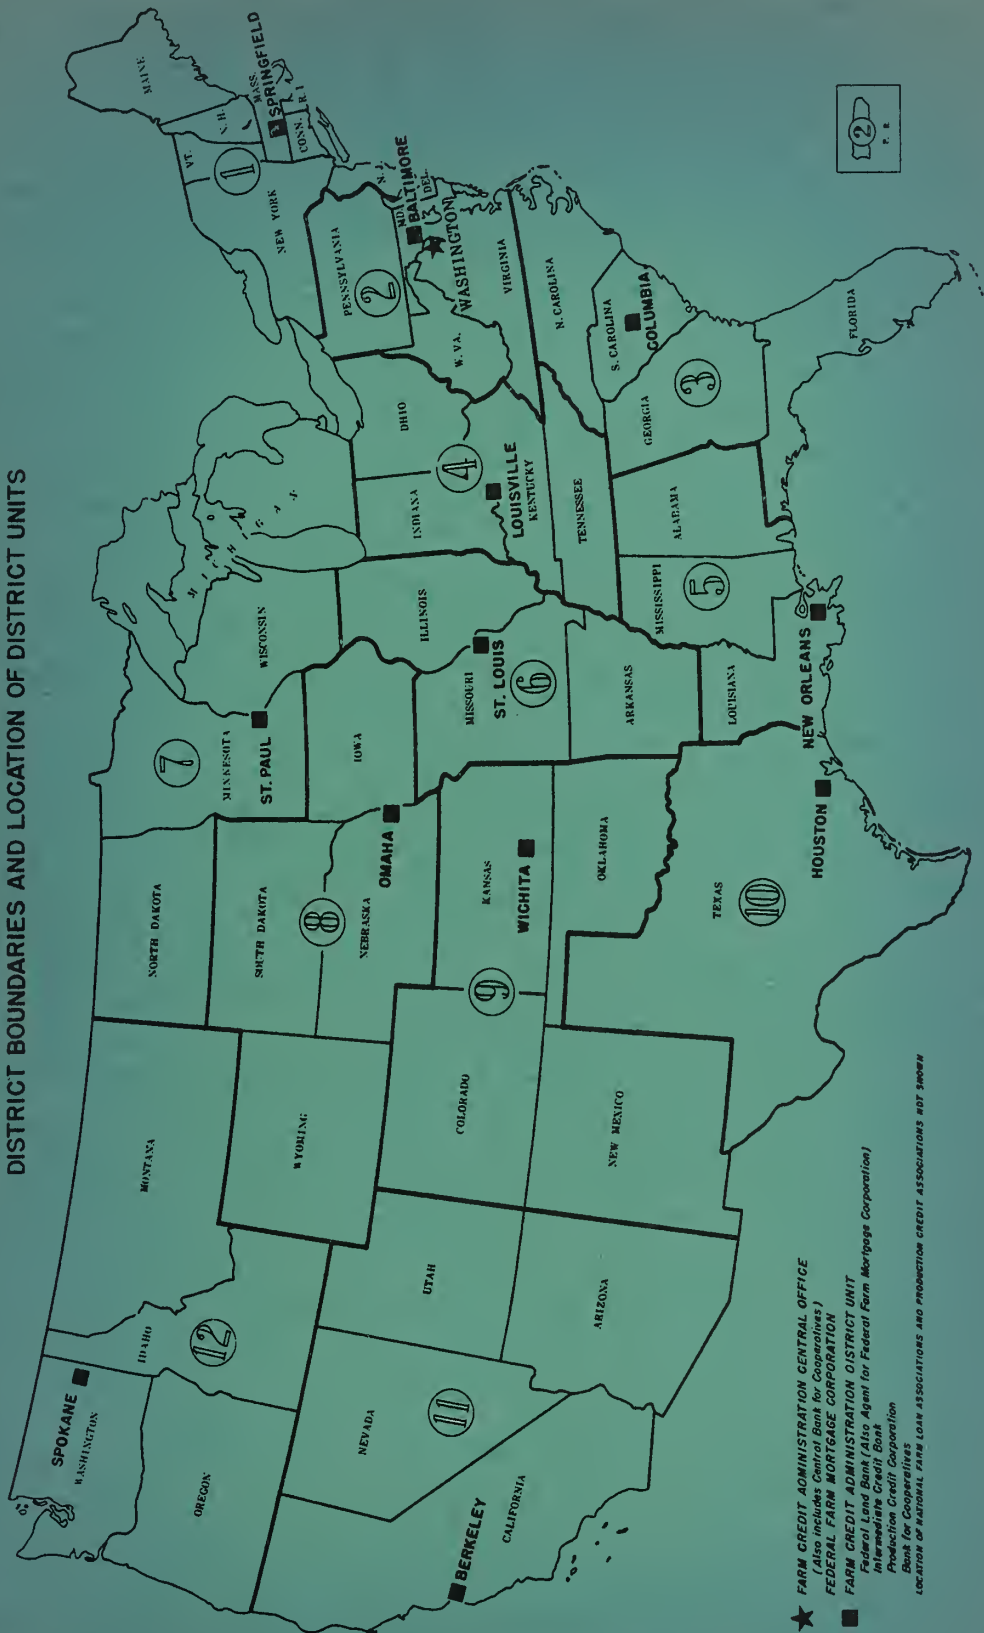 DISTRICT BOUNDARIES AND LOCATION OF DISTRICT UNITS
SPOKANE
WASHINGTON
OREGON
IDAHO
12
MONTANA
WYOMING
NORTH DAKOTA
SOUTH DAKOTA
8
NEBRASKA
OMAHA
MINNESOTA
7
ST. PAUL
WISCONSIN
IOWA
BERKELEY
CALIFORNIA
NEVADA
11
UTAH
ARIZONA
COLORADO
NEW MEXICO
9
KANSAS
WICHITA
OKLAHOMA
TEXAS
10
HOUSTON
ILLINOIS
MISSOURI
ST. LOUIS
6
ARKANSAS
LOUISIANA
NEW ORLEANS
INDIANA
OHIO
4
LOUISVILLE
KENTUCKY
TENNESSEE
MISSISSIPPI
5
ALABAMA
GEORGIA
3
FLORIDA
S. CAROLINA
COLUMBIA
N. CAROLINA
VIRGINIA
W. VA.
WASHINGTON
MD.
BALTIMORE
DEL.
N. J.
PENNSYLVANIA
2
NEW YORK
1
VT.
N. H.
MAINE
MASS.
SPRINGFIELD
CONN.
R. I
2
P. R.
FARM CREDIT ADMINISTRATION CENTRAL OFFICE
(Also includes Central Bank for Cooperatives)
FEDERAL FARM MORTGAGE CORPORATION
FARM CREDIT ADMINISTRATION DISTRICT UNIT
Federal Land Bank (Also Agent for Federal Farm Mortgage Corporation)
Intermediate Credit Bank
Production Credit Corporation
Bank for Cooperatives
LOCATION OF NATIONAL FARM LOAN ASSOCIATIONS AND PRODUCTION CREDIT ASSOCIATIONS NOT SHOWN